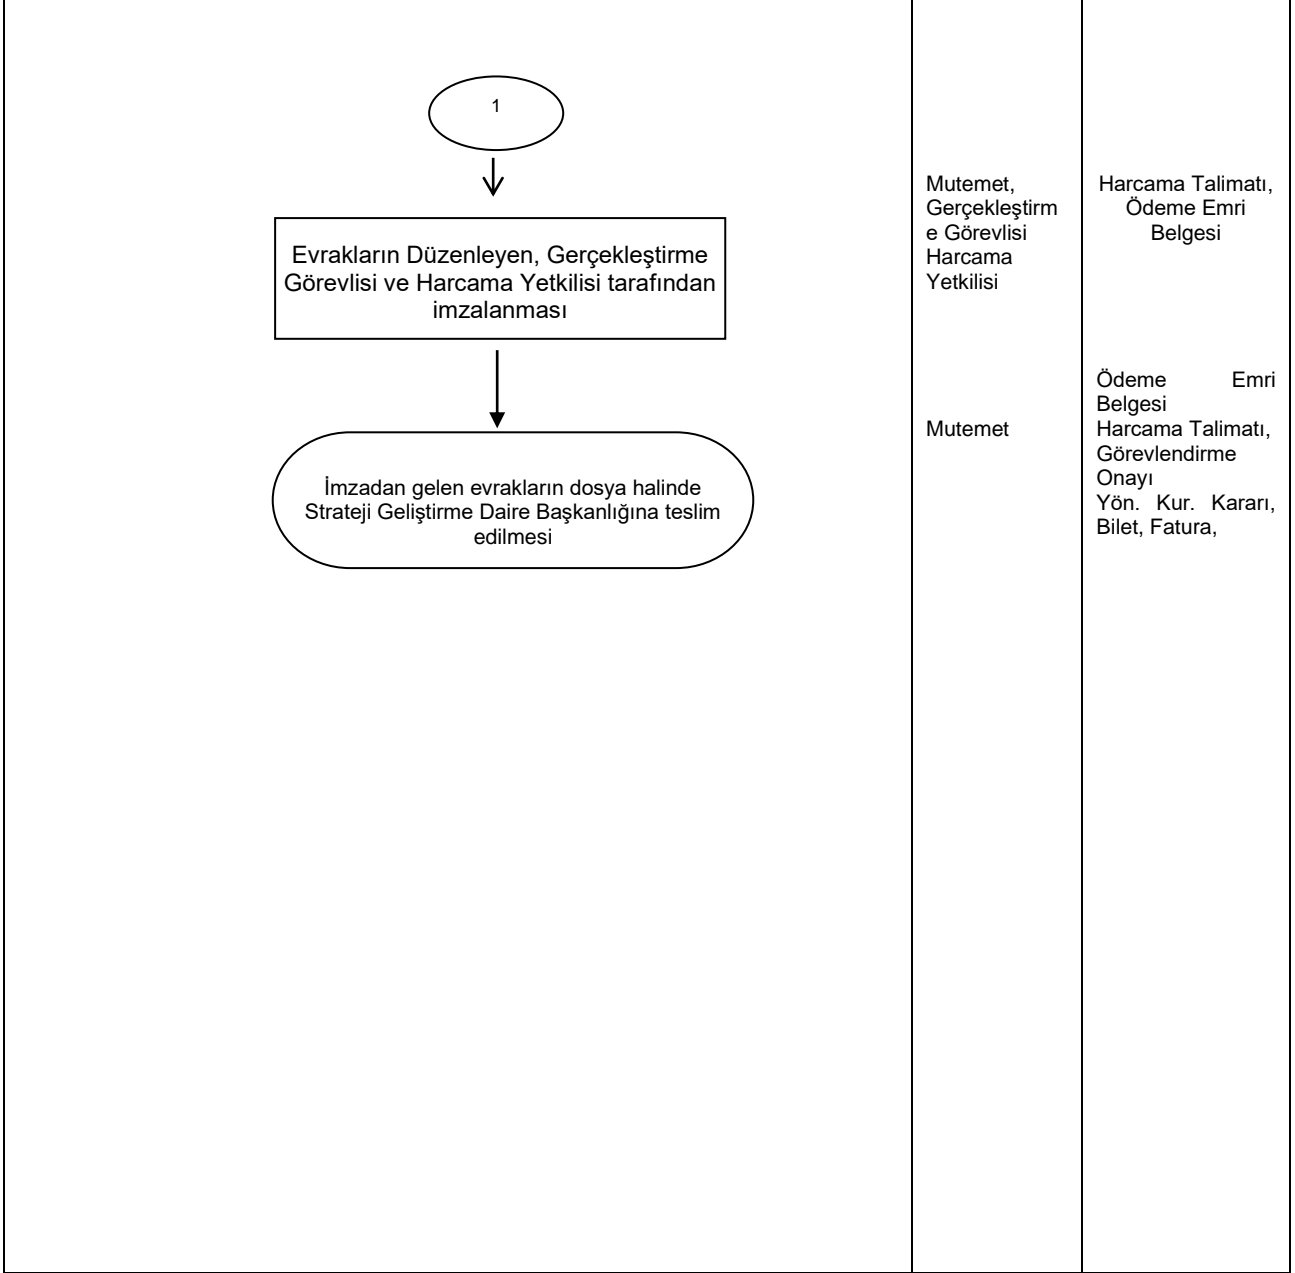 1
Evrakların Düzenleyen, Gerçekleştirme
Görevlisi ve Harcama Yetkilisi tarafından
imzalanması
Mutemet,
Gerçekleştirm
e Görevlisi
Harcama
Yetkilisi
Harcama Talimatı,
Ödeme Emri
Belgesi
İmzadan gelen evrakların dosya halinde
Strateji Geliştirme Daire Başkanlığına teslim
edilmesi
Mutemet
Ödeme Emri
Belgesi
Harcama Talimatı,
Görevlendirme
Onayı
Yön. Kur. Kararı,
Bilet, Fatura,